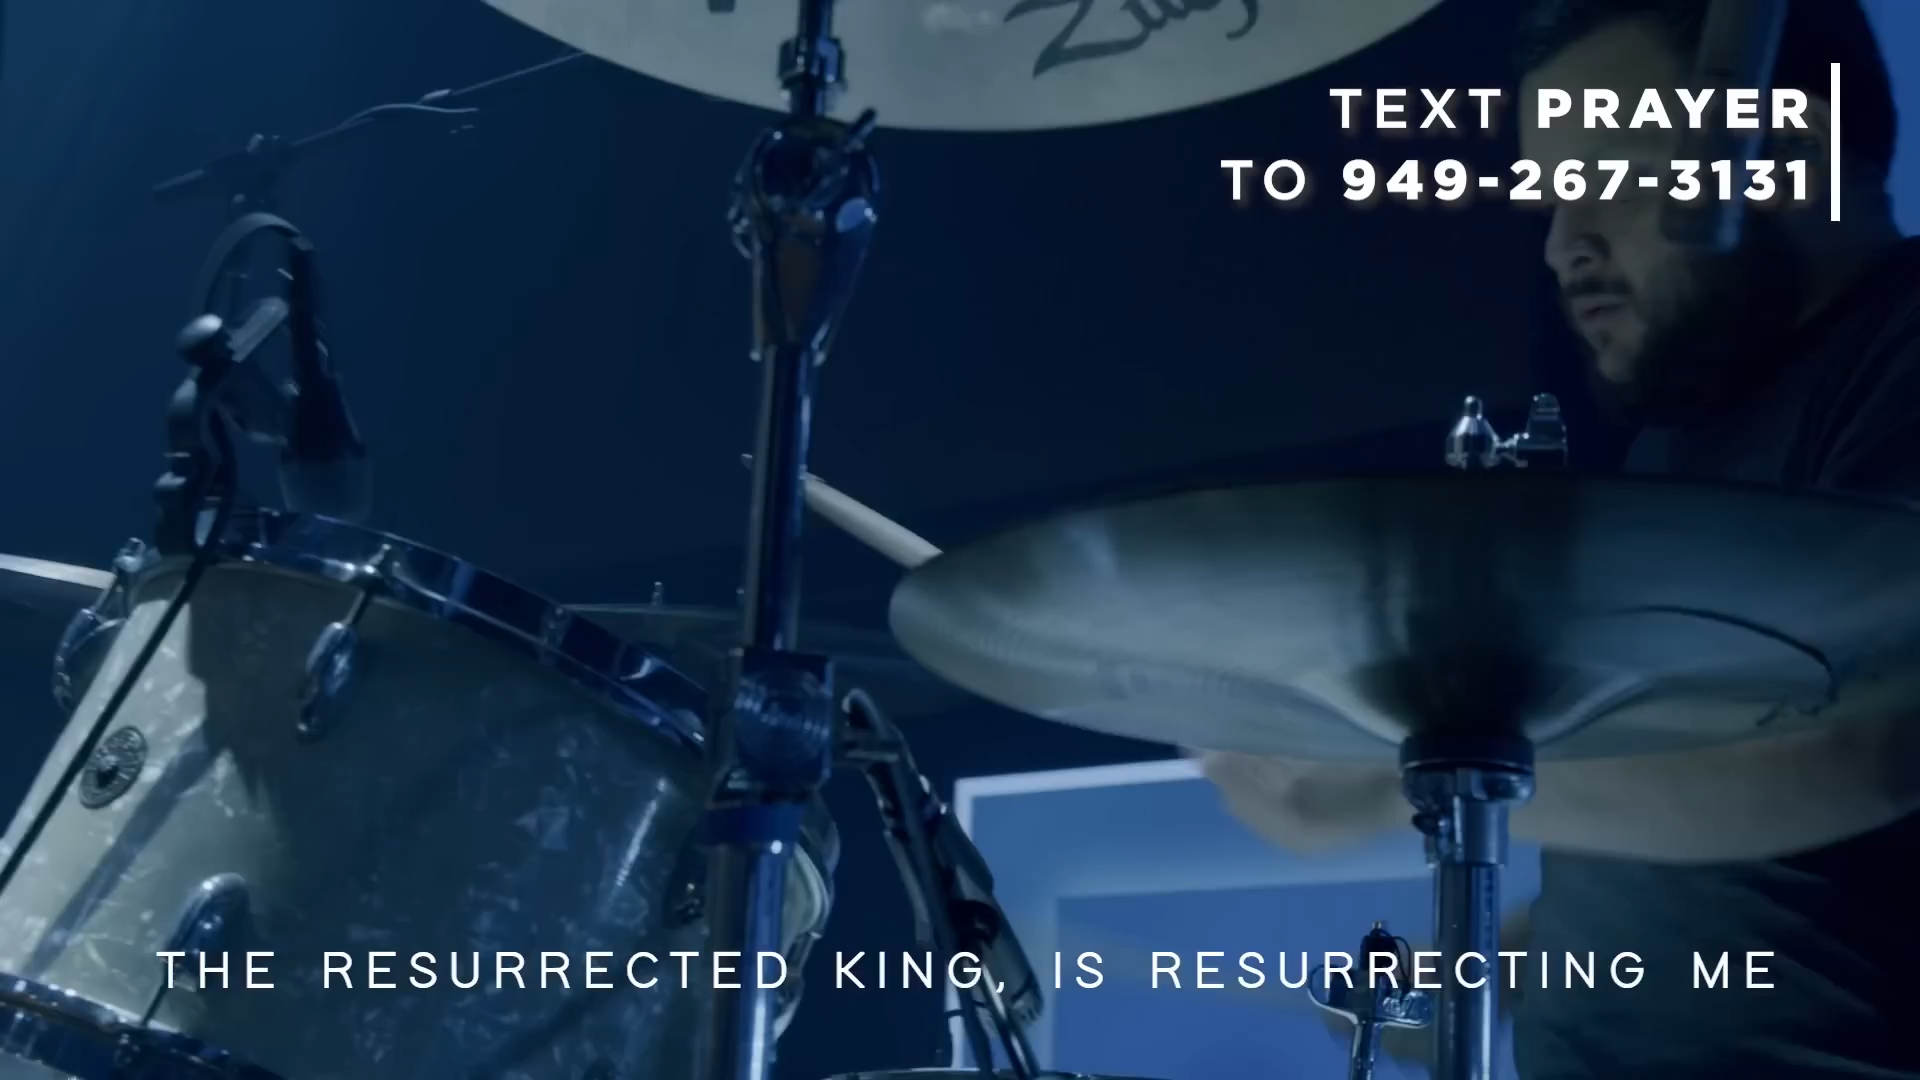 TEXT PRAYER
TO 949-267-3131
THE RESURRECTED KING, IS RESURRECTING ME